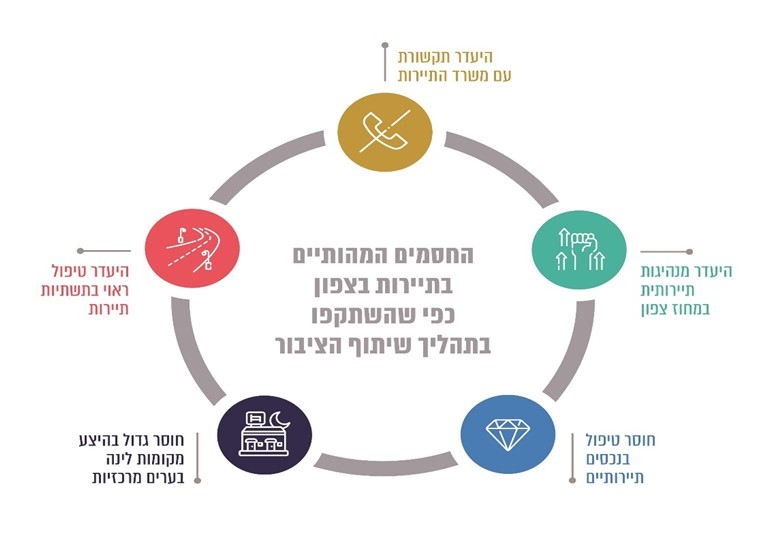 היעדר תקשורת
עם משרד התיירות
היעדר מנהיגות
תיירותית
במחוז צפון
חוסר טיפול
בנכסים
תיירותיים
חוסר גדול בהיצע
מקומות לינה
בערים מרכזיות
היעדר טיפול
ראוי בתשתיות
תיירות
החסמים המהותיים
בתיירות בצפון
כפי שהשתקפו
בתהליך שיתוף הציבור